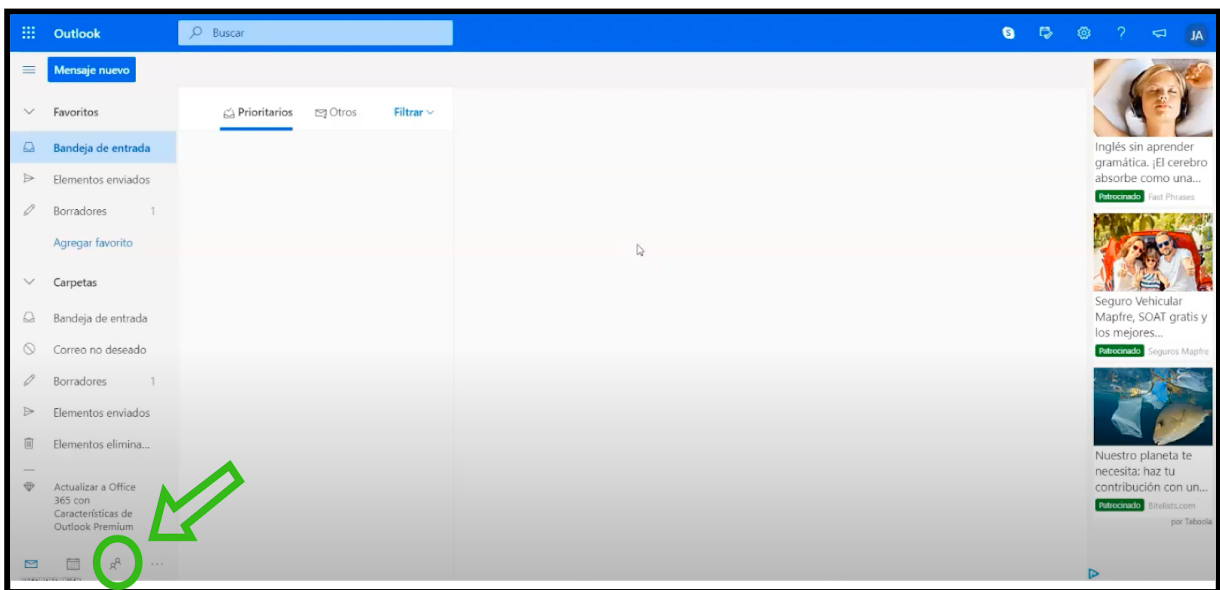 Outlook
Buscar
S
?
JA
Mensaje nuevo
Favoritos
Prioritarios
Otros
Filtrar
Bandeja de entrada
Elementos enviados
Borradores 1
Agregar favorito
Carpetas
Bandeja de entrada
Correo no deseado
Borradores 1
Elementos enviados
Elementos elimina...
Actualizar a Office
365 con
Características de
Outlook Premium
...
Inglés sin aprender
gramática. ¡El cerebro
absorbe como una...
Patrocinado Fast Phrases
Seguro Vehicular
Mapfre, SOAT gratis y
los mejores...
Patrocinado Seguros Mapfre
Nuestro planeta te
necesita: haz tu
contribución con un...
Patrocinado Bitelists.com
por Taboola